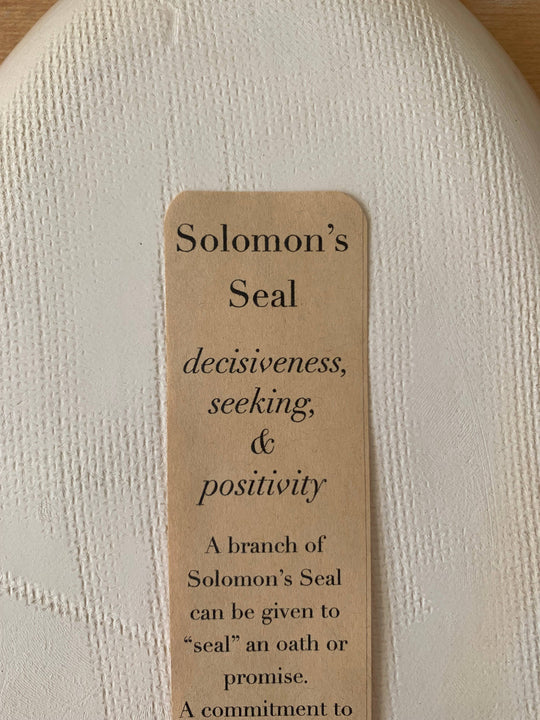 Solomon’s
Seal
decisiveness,
seeking,
&
positivity
A branch of
Solomon’s Seal
can be given to
“seal” an oath or
promise.
A commitment to